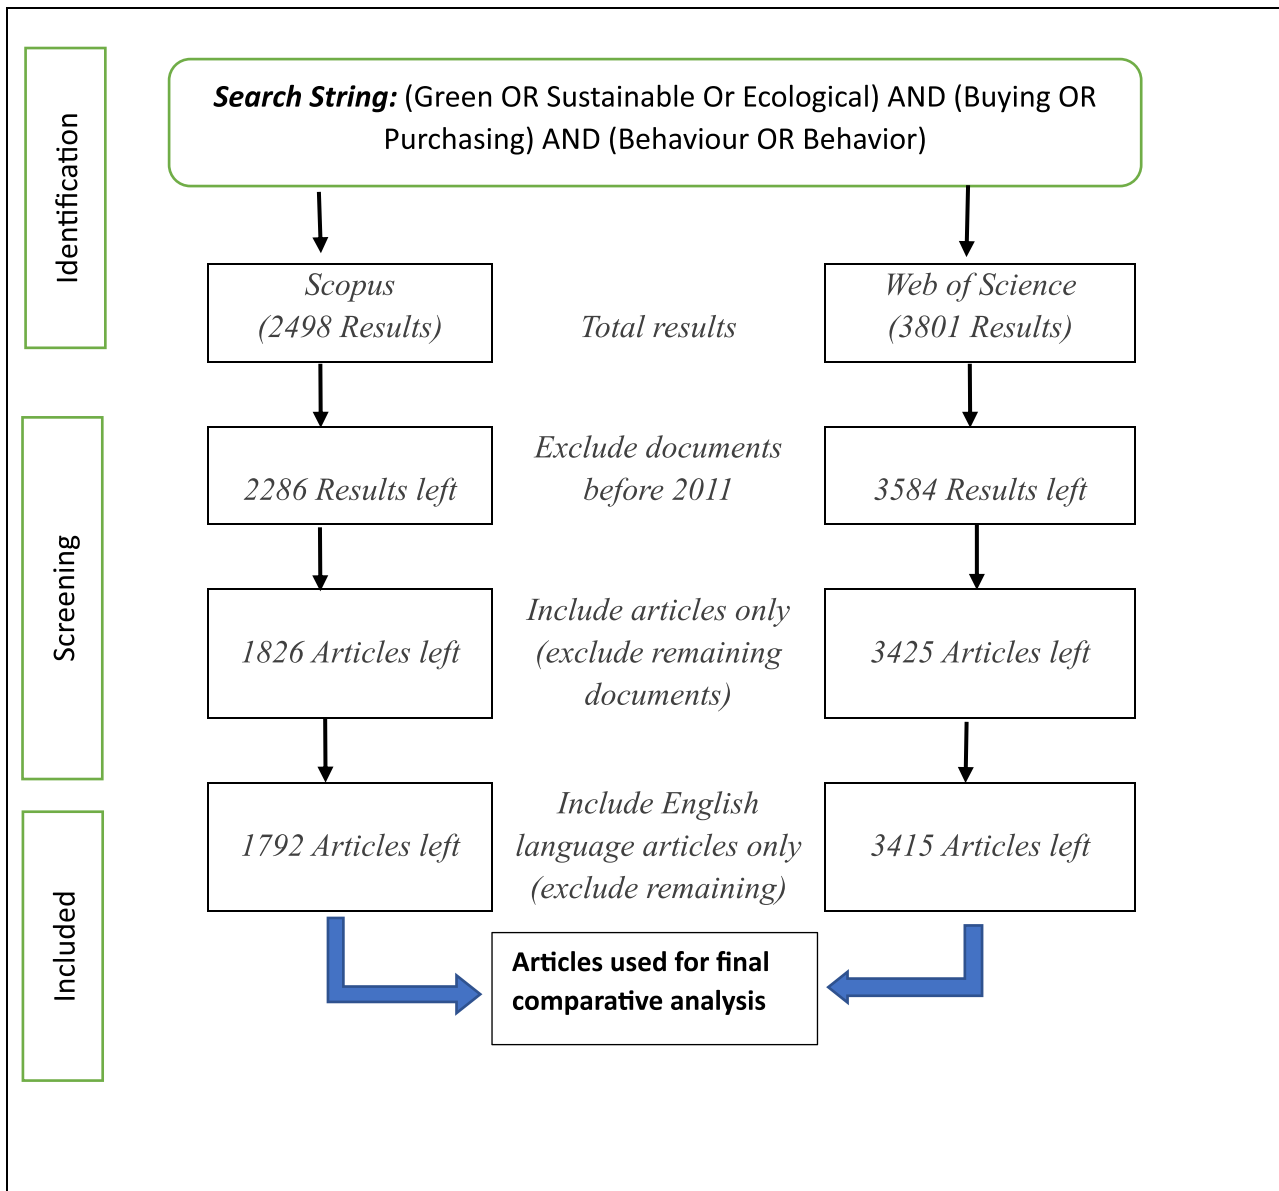 Identification
Search String: (Green OR Sustainable Or Ecological) AND (Buying OR
Purchasing) AND (Behaviour OR Behavior)
Scopus
(2498 Results)
Total results
Web of Science
(3801 Results)
Screening
2286 Results left
Exclude documents
before 2011
3584 Results left
1826 Articles left
Include articles only
(exclude remaining
documents)
3425 Articles left
Included
1792 Articles left
Include English
language articles only
(exclude remaining)
3415 Articles left
Articles used for final
comparative analysis